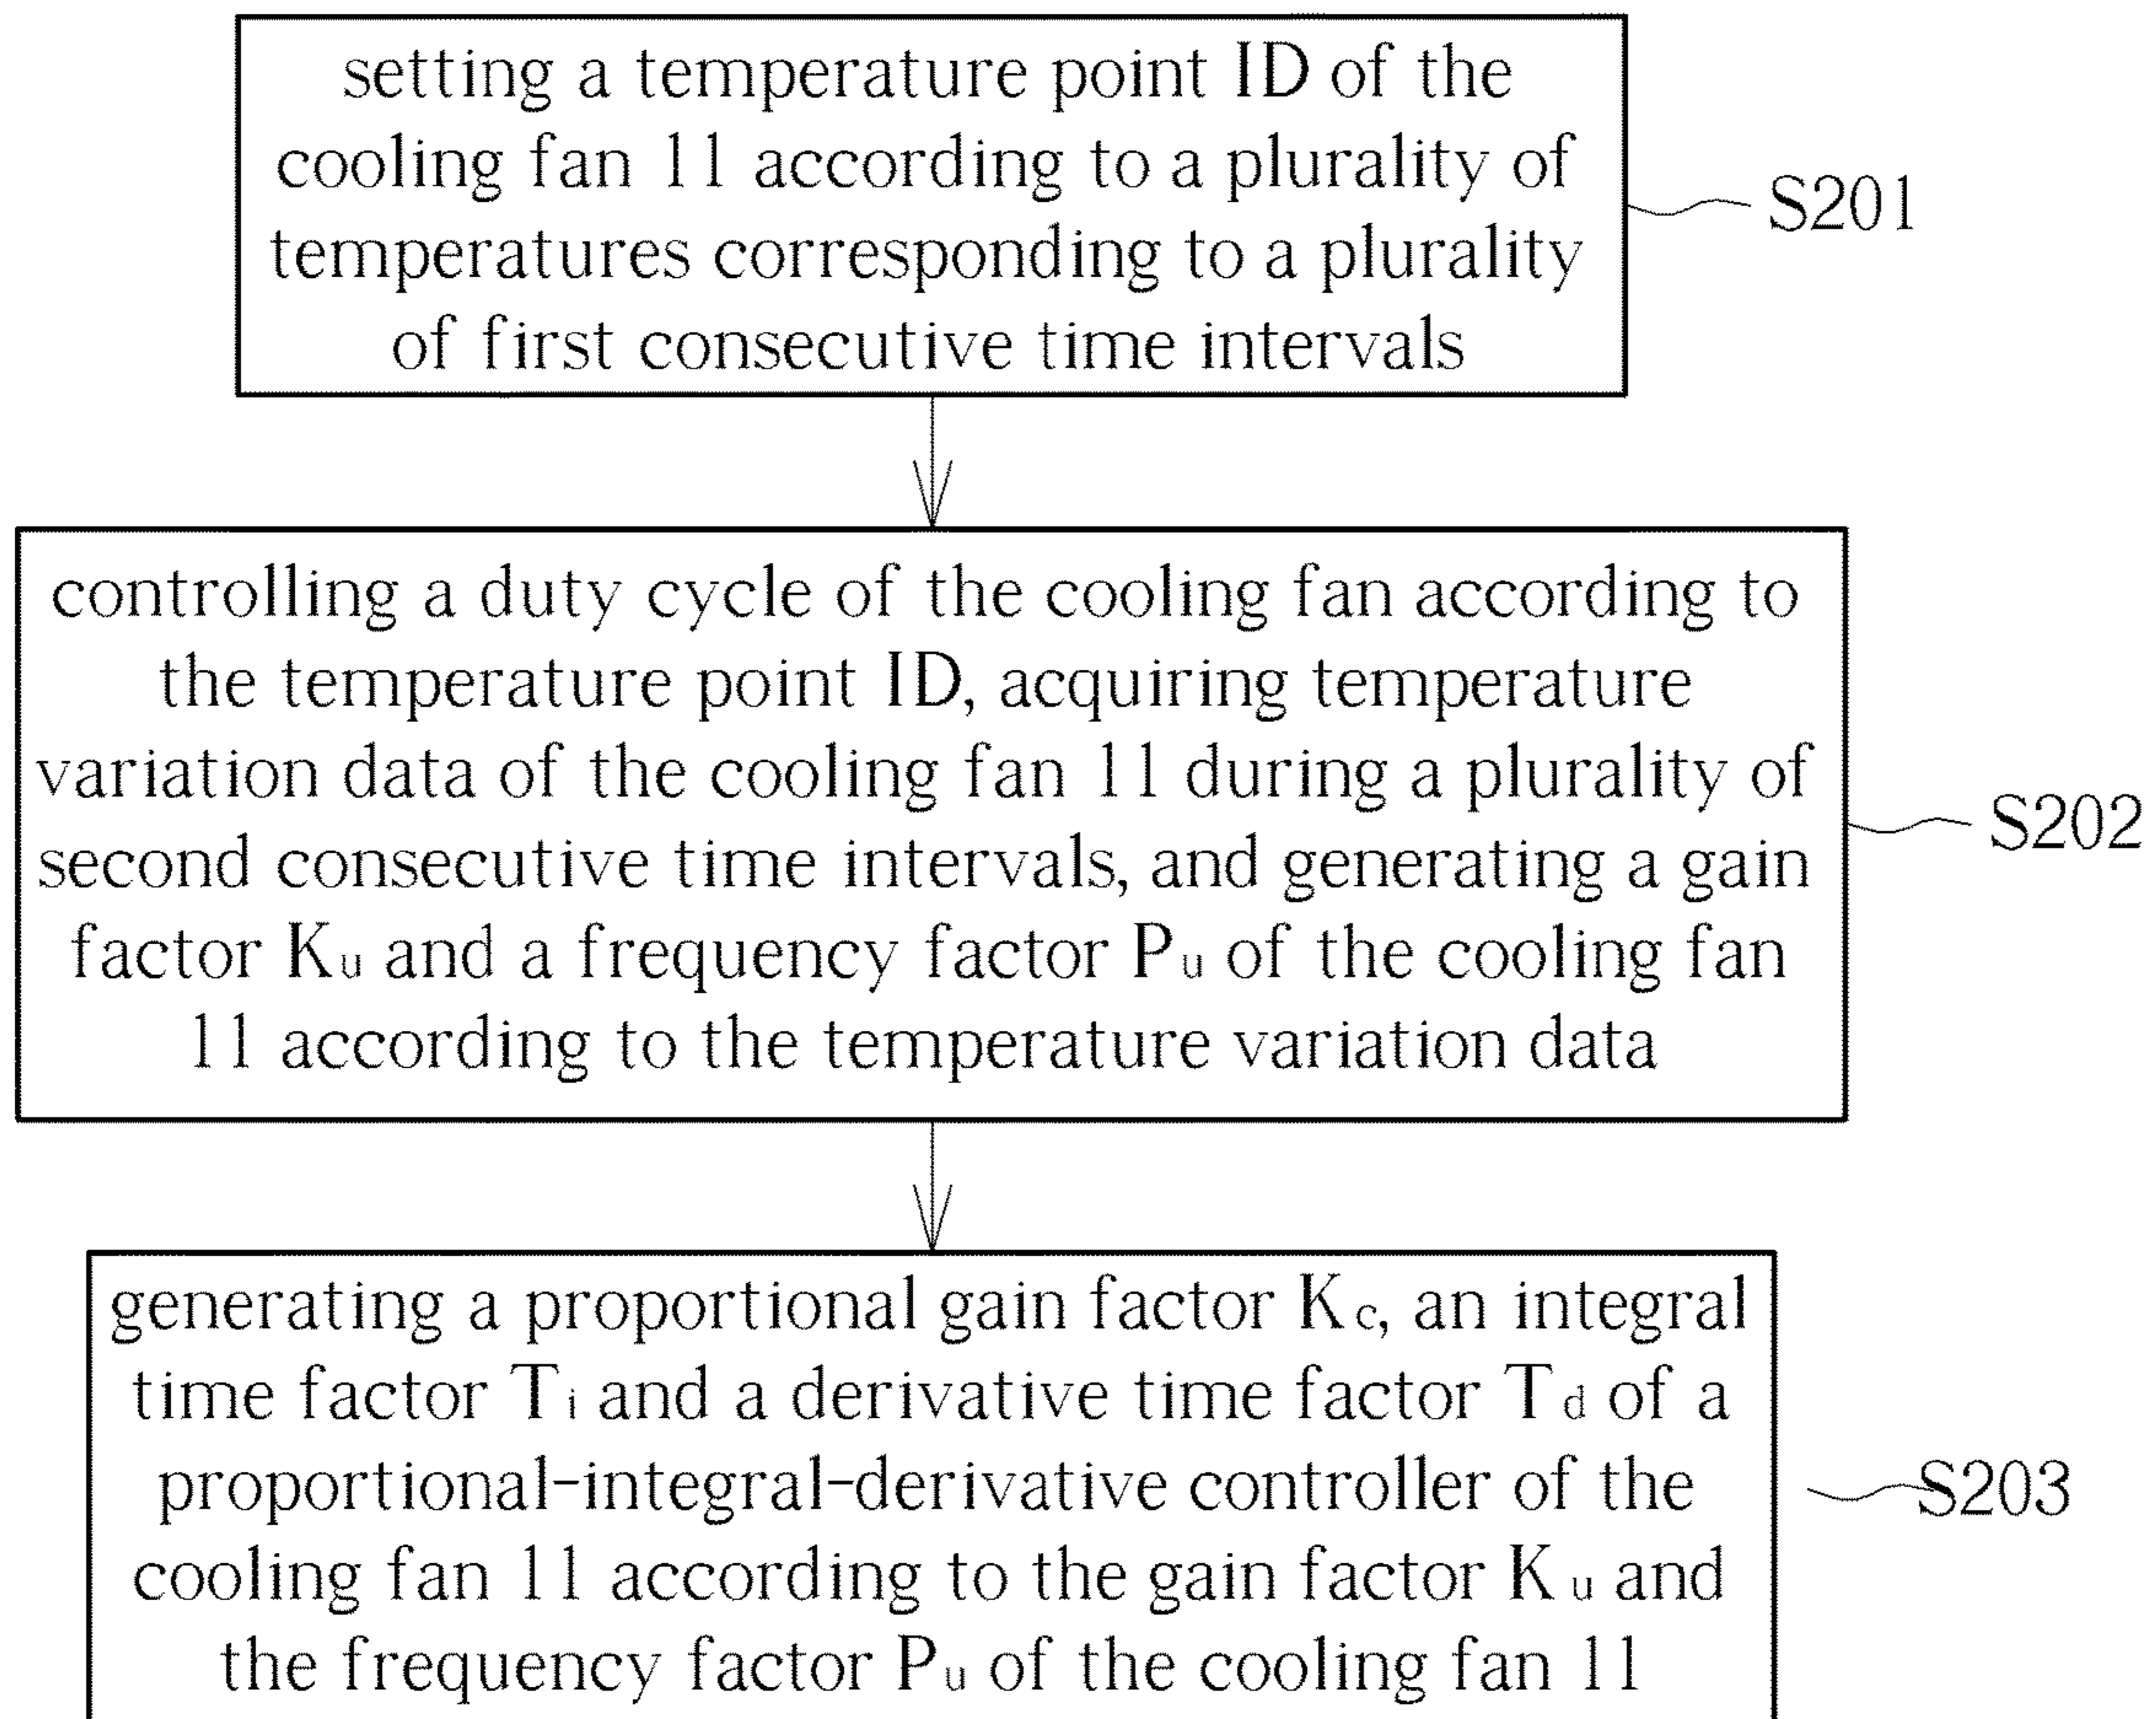 setting a temperature point ID of the
cooling fan 11 according to a plurality of
temperatures corresponding to a plurality
of first consecutive time intervals
S201
controlling a duty cycle of the cooling fan according to
the temperature point ID, acquiring temperature
variation data of the cooling fan 11 during a plurality of
second consecutive time intervals, and generating a gain
factor Ku and a frequency factor Pu of the cooling fan
11 according to the temperature variation data
S202
generating a proportional gain factor Kc, an integral
time factor Ti and a derivative time factor Td of a
proportional-integral-derivative controller of the
cooling fan 11 according to the gain factor Ku and
the frequency factor Pu of the cooling fan 11
S203